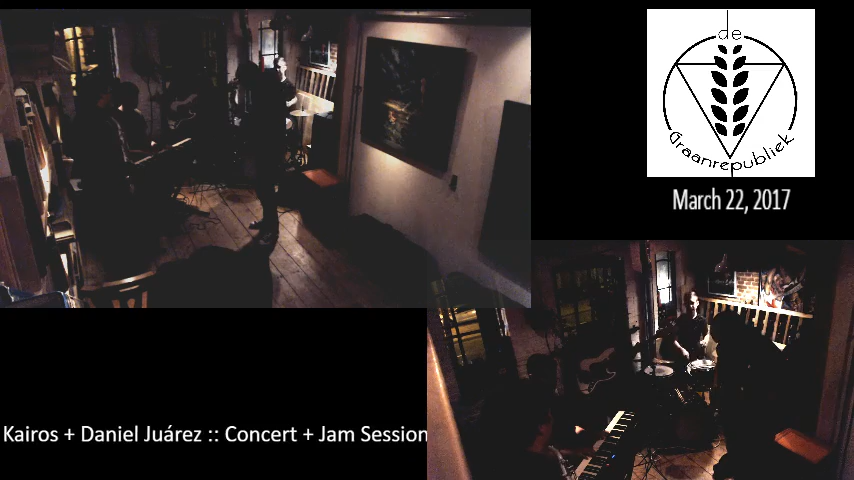 de
Graanrepubliek
March 22, 2017
Kairos + Daniel Juárez :: Concert + Jam Session